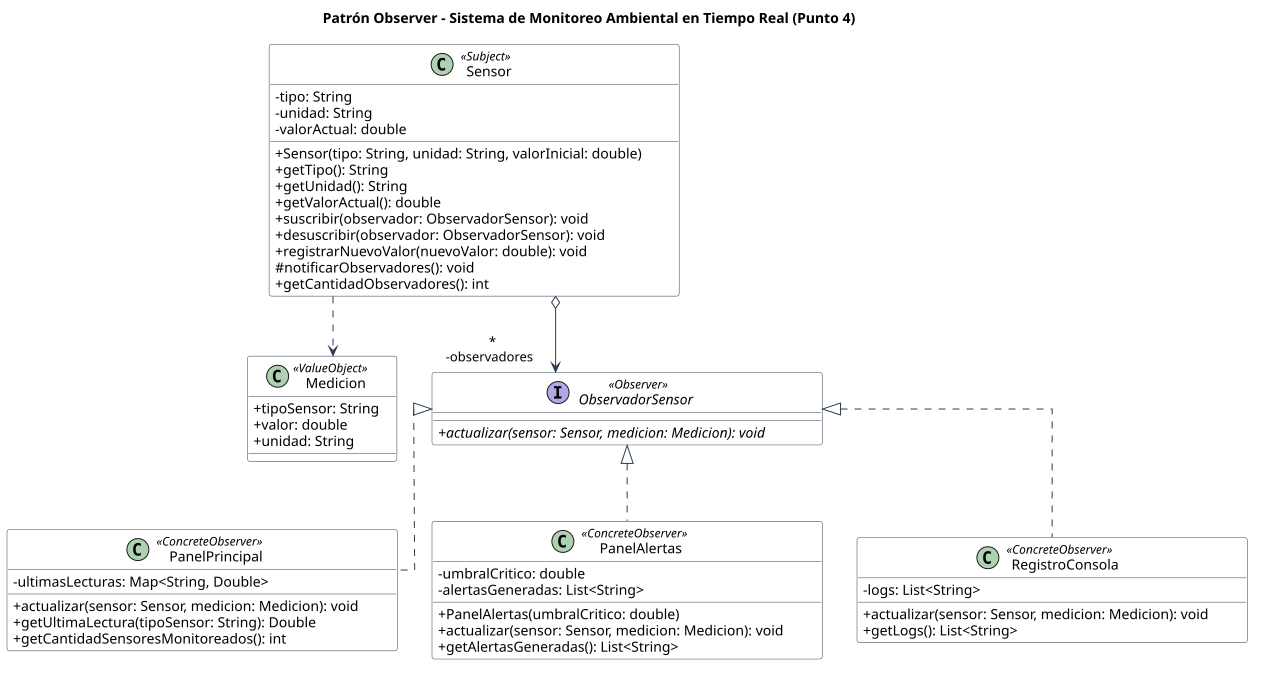 Patrón Observer - Sistema de Monitoreo Ambiental en Tiempo Real (Punto 4)
«Subject»
C Sensor
-tipo: String
-unidad: String
-valorActual: double
+Sensor(tipo: String, unidad: String, valorInicial: double)
+getTipo(): String
+getUnidad(): String
+getValorActual(): double
+suscribir(observador: ObservadorSensor): void
+desuscribir(observador: ObservadorSensor): void
+registrarNuevoValor(nuevoValor: double): void
#notificarObservadores(): void
+getCantidadObservadores(): int
*
-observadores
«ValueObject»
C Medicion
+tipoSensor: String
+valor: double
+unidad: String
«Observer»
I ObservadorSensor
+actualizar(sensor: Sensor, medicion: Medicion): void
«ConcreteObserver»
C PanelPrincipal
-ultimasLecturas: Map<String, Double>
+actualizar(sensor: Sensor, medicion: Medicion): void
+getUltimaLectura(tipoSensor: String): Double
+getCantidadSensoresMonitoreados(): int
«ConcreteObserver»
C PanelAlertas
-umbralCritico: double
-alertasGeneradas: List<String>
+PanelAlertas(umbralCritico: double)
+actualizar(sensor: Sensor, medicion: Medicion): void
+getAlertasGeneradas(): List<String>
«ConcreteObserver»
C RegistroConsola
-logs: List<String>
+actualizar(sensor: Sensor, medicion: Medicion): void
+getLogs(): List<String>